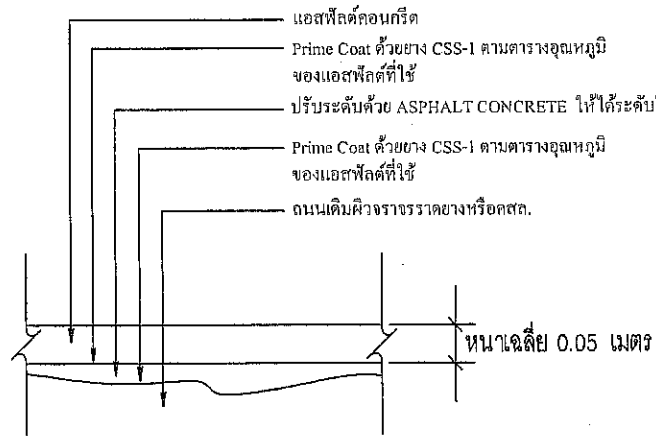 แอสฟัลต์คอนกรีต
Prime Coat ด้วยยาง CSS-1 ตามตารางอุณหภูมิ
ของแอสฟัลต์ที่ใช้
ปรับระดับด้วย ASPHALT CONCRETE ให้ได้ระดับ
Prime Coat ด้วยยาง CSS-1 ตามตารางอุณหภูมิ
ของแอสฟัลต์ที่ใช้
ถนนเดิมผิวจราจรราดยางหรือคสล.
หนาเฉลี่ย 0.05 เมตร